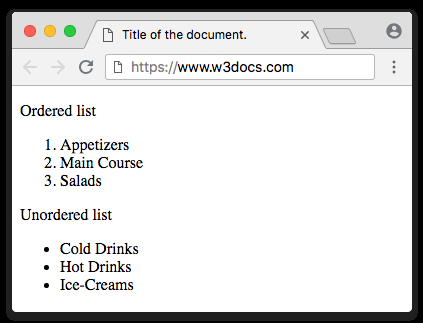 Title of the document.
https://www.w3docs.com
Ordered list
1. Appetizers
2. Main Course
3. Salads
Unordered list
• Cold Drinks
• Hot Drinks
• Ice-Creams